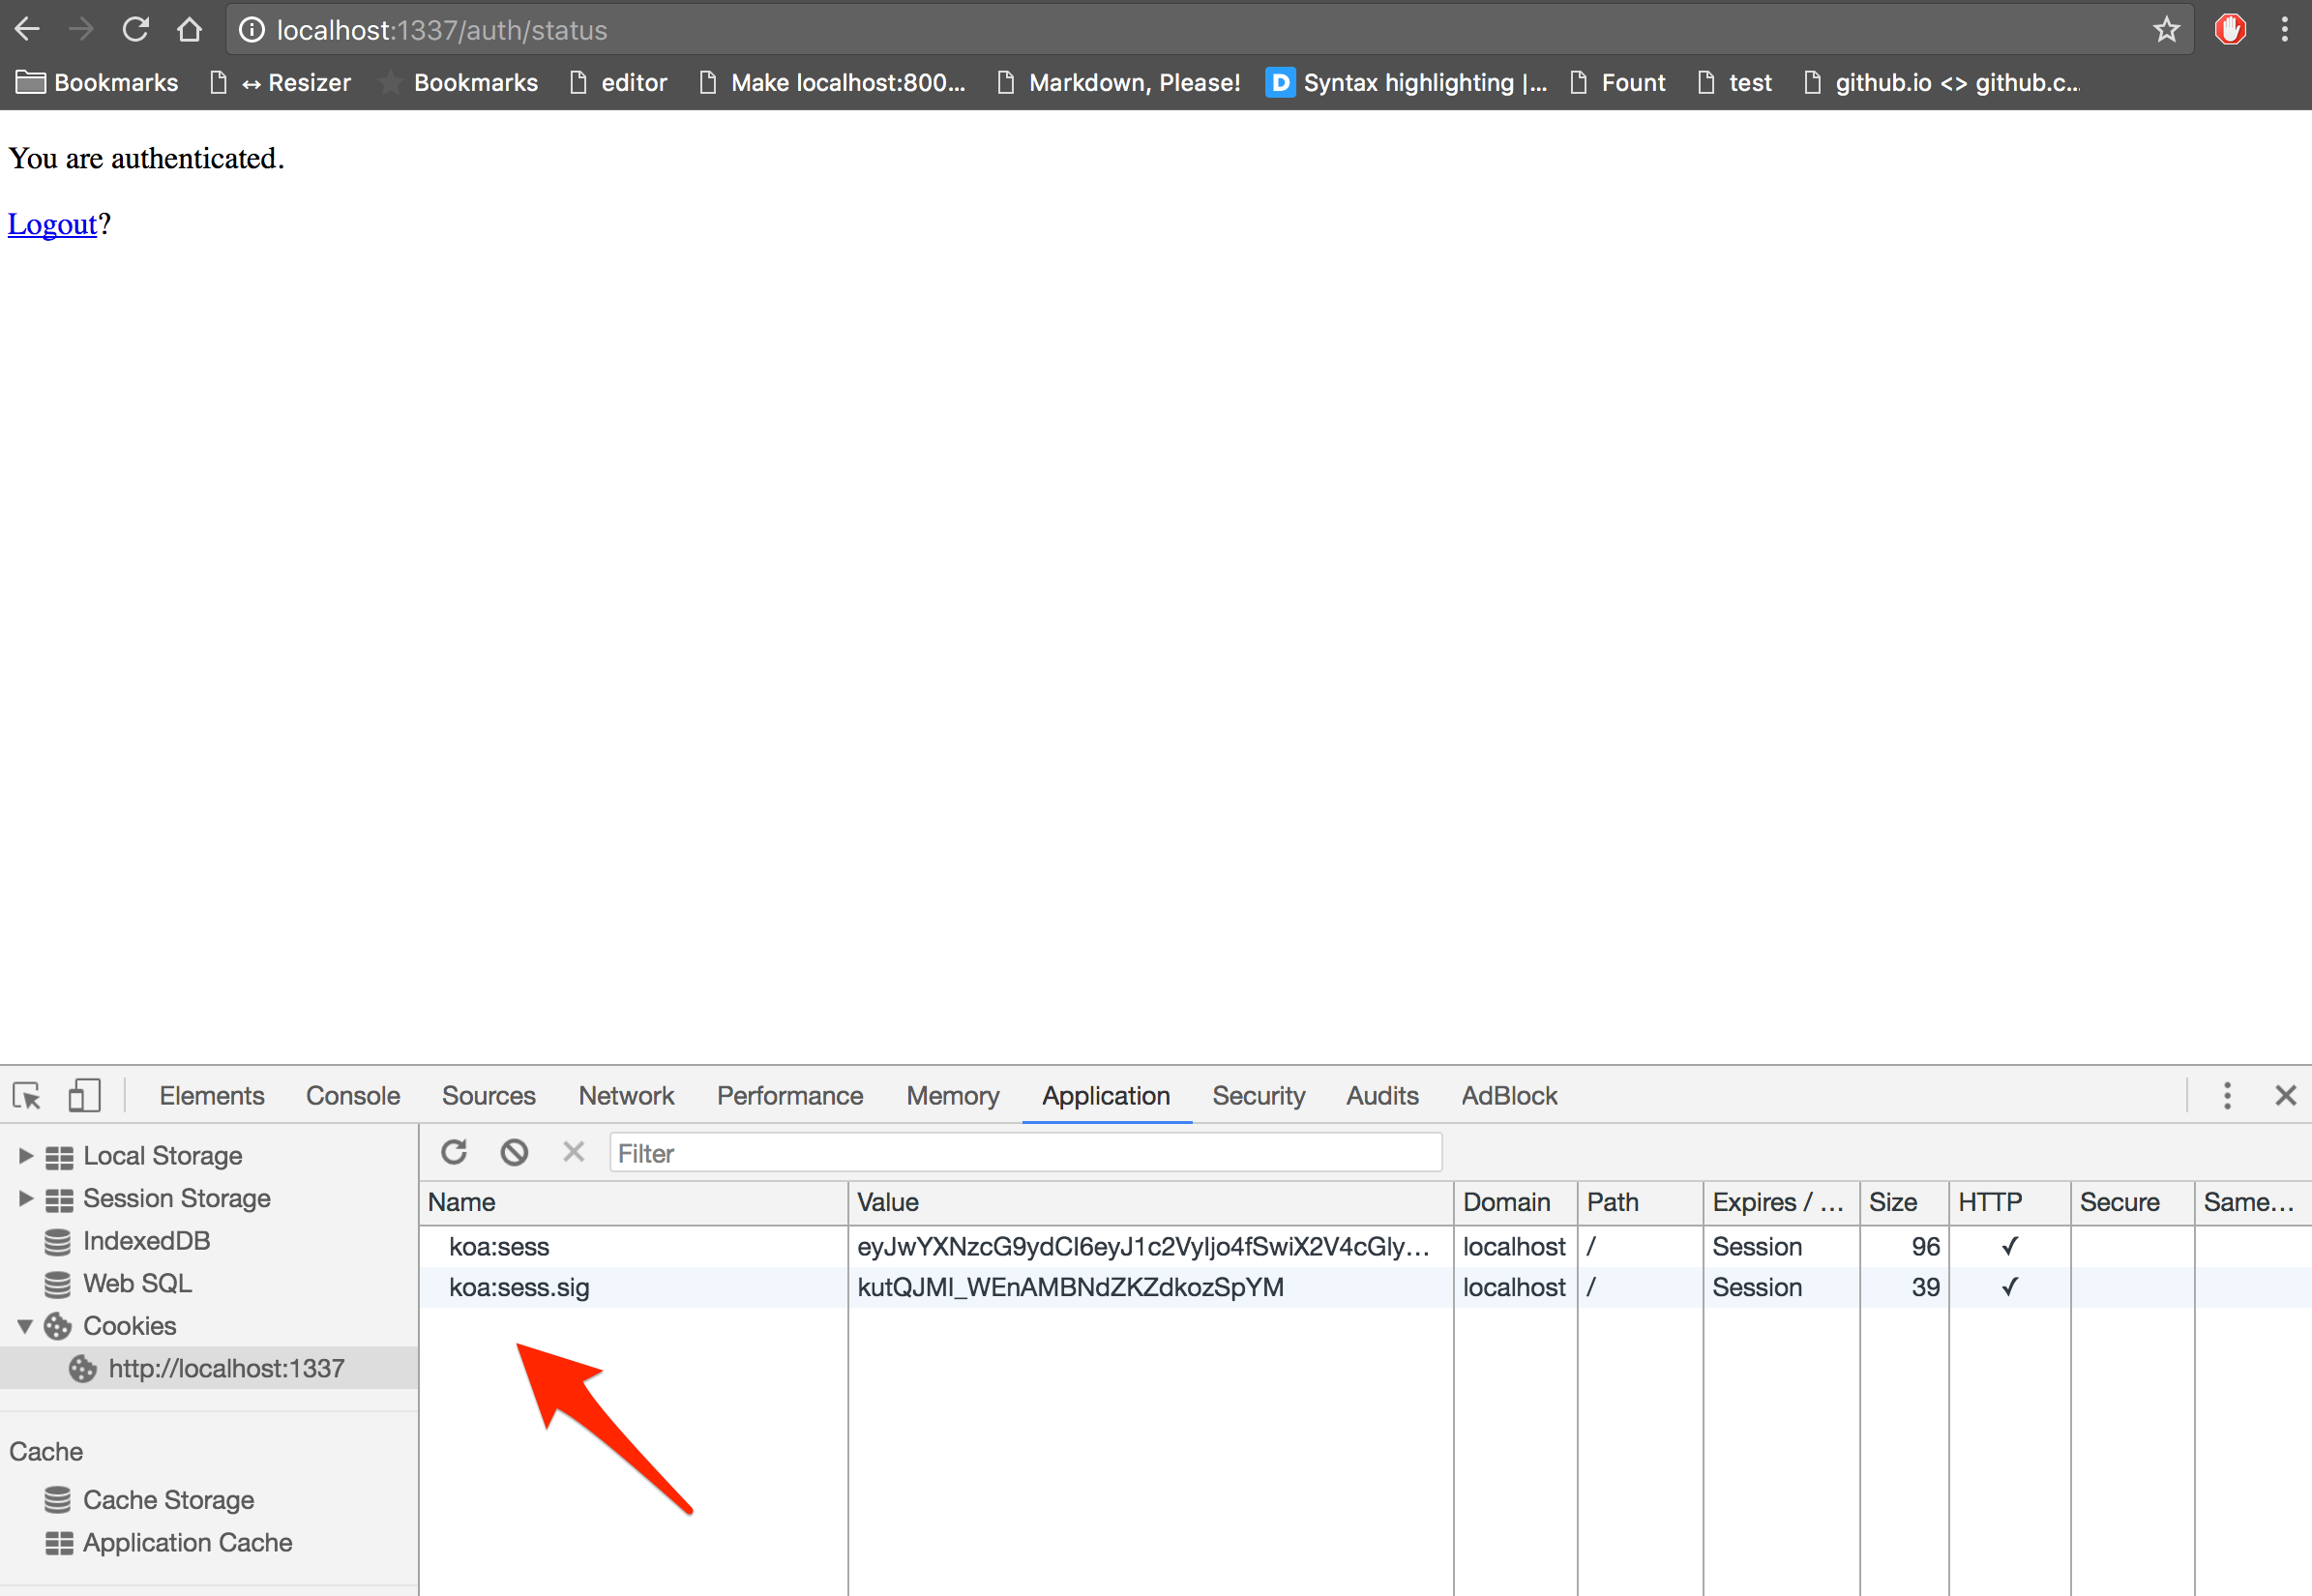 localhost:1337/auth/status
Bookmarks ↔ Resizer Bookmarks editor Make localhost:800... Markdown, Please! D Syntax highlighting |... Fount test github.io <> github.c...
You are authenticated.
Logout?
Elements Console Sources Network Performance Memory Application Security Audits AdBlock
Local Storage
Session Storage
IndexedDB
Web SQL
Cookies
http://localhost:1337
Cache
Cache Storage
Application Cache
Filter
Name Value Domain Path Expires / ... Size HTTP Secure Same...
koa:sess eyJwYXNzcG9ydCI6eyJ1c2VyIjo4fSwiX2V4cGly... localhost / Session 96 ✓
koa:sess.sig kutQJMI_WEnAMBNdZKZdkozSpYM localhost / Session 39 ✓